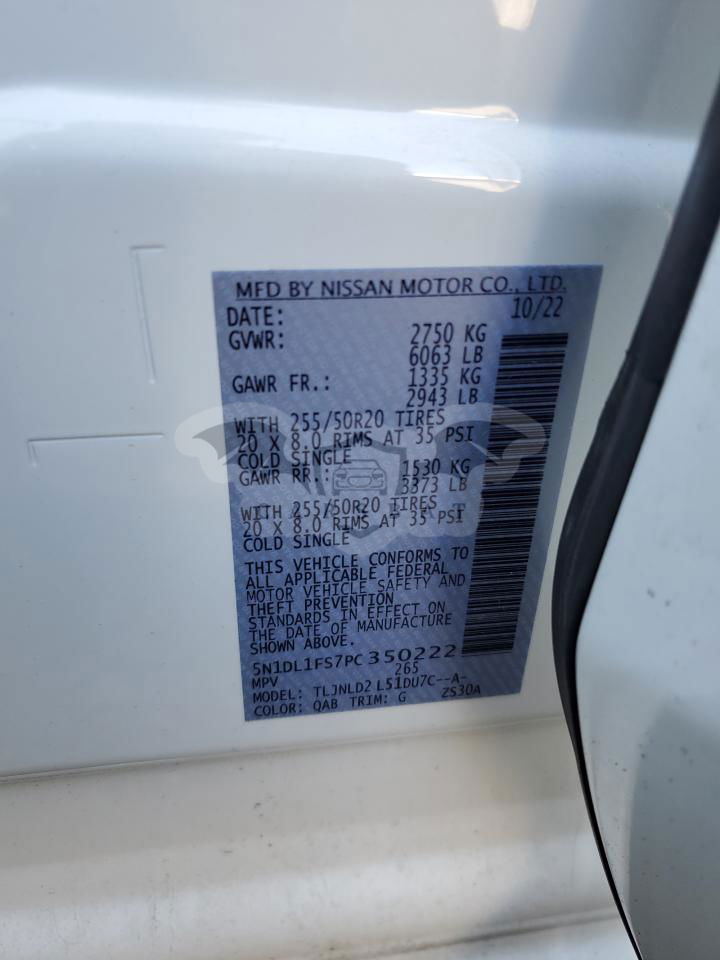 MFD BY NISSAN MOTOR CO., LTD.
DATE: 10/22
GVWR: 2750 KG
6063 LB
GAWR FR.: 1335 KG
2943 LB
WITH 255/50R20 TIRES
20 X 8.0 RIMS AT 35 PSI
COLD SINGLE
GAWR RR.: 1530 KG
3373 LB
WITH 255/50R20 TIRES
20 X 8.0 RIMS AT 35 PSI
COLD SINGLE
THIS VEHICLE CONFORMS TO
ALL APPLICABLE FEDERAL
MOTOR VEHICLE SAFETY AND
THEFT PREVENTION
STANDARDS IN EFFECT ON
THE DATE OF MANUFACTURE
SHOWN ABOVE.
5N1DL1FS7PC350222
MPV 265
MODEL: TLJNLD2 L51DU7C--A-
COLOR: QAB TRIM: G ZS30A